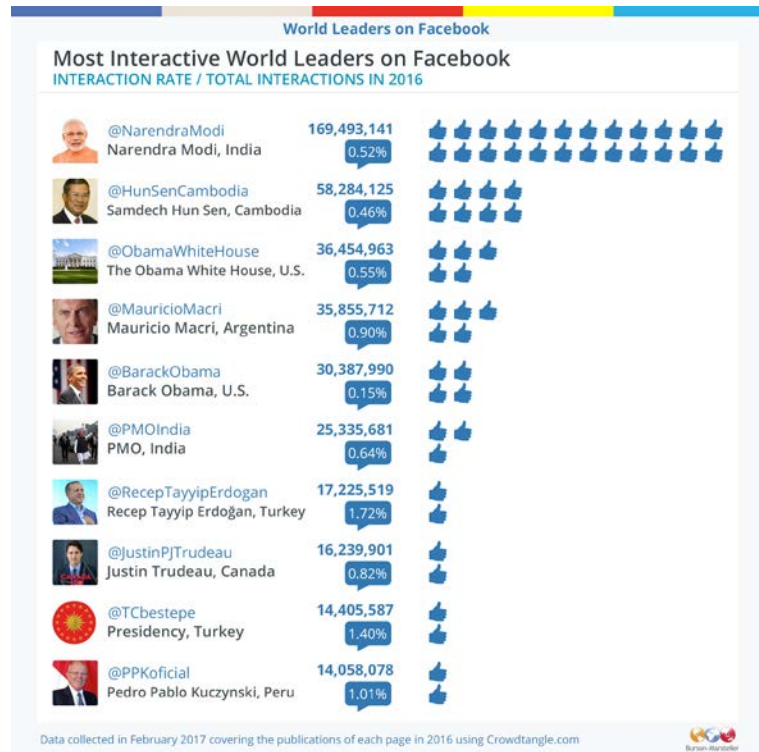 World Leaders on Facebook
Most Interactive World Leaders on Facebook
INTERACTION RATE / TOTAL INTERACTIONS IN 2016
@NarendraModi 169,493,141
Narendra Modi, India 0.52%
@HunSenCambodia 58,284,125
Samdech Hun Sen, Cambodia 0.46%
@ObamaWhiteHouse 36,454,963
The Obama White House, U.S. 0.55%
@MauricioMacri 35,855,712
Mauricio Macri, Argentina 0.90%
@BarackObama 30,387,990
Barack Obama, U.S. 0.15%
@PMOIndia 25,335,681
PMO, India 0.64%
@RecepTayyipErdogan 17,225,519
Recep Tayyip Erdoğan, Turkey 1.72%
@JustinPJTrudeau 16,239,901
Justin Trudeau, Canada 0.82%
@TCbestepe 14,405,587
Presidency, Turkey 1.40%
@PPKoficial 14,058,078
Pedro Pablo Kuczynski, Peru 1.01%
Data collected in February 2017 covering the publications of each page in 2016 using Crowdtangle.com
Burson-Marsteller